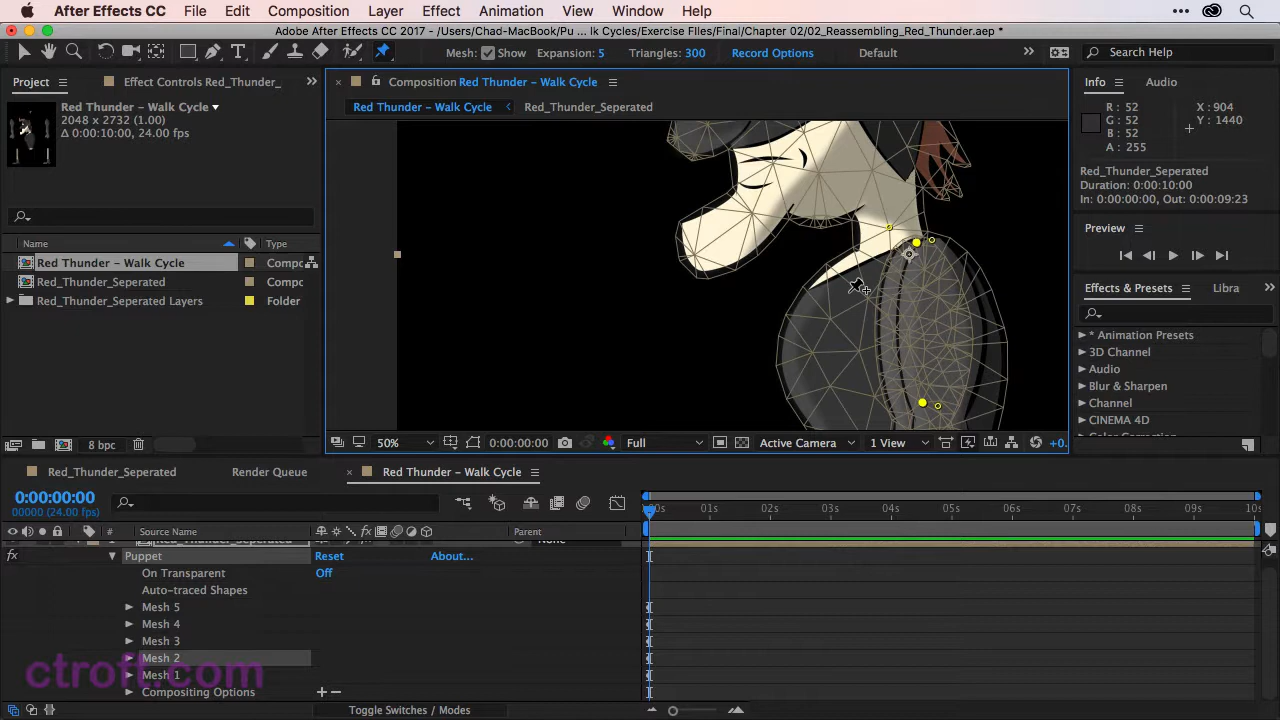 After Effects CC File Edit Composition Layer Effect Animation View Window Help
Adobe After Effects CC 2017 - /Users/Chad-MacBook/Pu ... lk Cycles/Exercise Files/Final/Chapter 02/02_Reassembling_Red_Thunder.aep *
Mesh: Show Expansion: 5 Triangles: 300 Record Options Default Search Help
Project Effect Controls Red_Thunder_
Composition Red Thunder - Walk Cycle
Info Audio
Red Thunder - Walk Cycle
2048 x 2732 (1.00)
Δ 0:00:10:00, 24.00 fps
Red Thunder - Walk Cycle Red_Thunder_Seperated
R : 52 X : 904
G : 52 Y : 1440
B : 52
A : 255
Red_Thunder_Seperated
Duration: 0:00:10:00
In: 0:00:00:00, Out: 0:00:09:23
Preview
Name Type
Red Thunder - Walk Cycle Compo
Red_Thunder_Seperated Compo
Red_Thunder_Seperated Layers Folder
Effects & Presets Libra
* Animation Presets
3D Channel
Audio
Blur & Sharpen
Channel
CINEMA 4D
8 bpc
50% 0:00:00:00 Full Active Camera 1 View +0.
Red_Thunder_Seperated Render Queue Red Thunder - Walk Cycle
0:00:00:00
00000 (24.00 fps)
:00s 01s 02s 03s 04s 05s 06s 07s 08s 09s 10s
# Source Name Parent
Red_Thunder_Seperated None
fx Puppet Reset About...
On Transparent Off
Auto-traced Shapes
Mesh 5
Mesh 4
Mesh 3
Mesh 2
Mesh 1
Compositing Options
ctroft.com
Toggle Switches / Modes